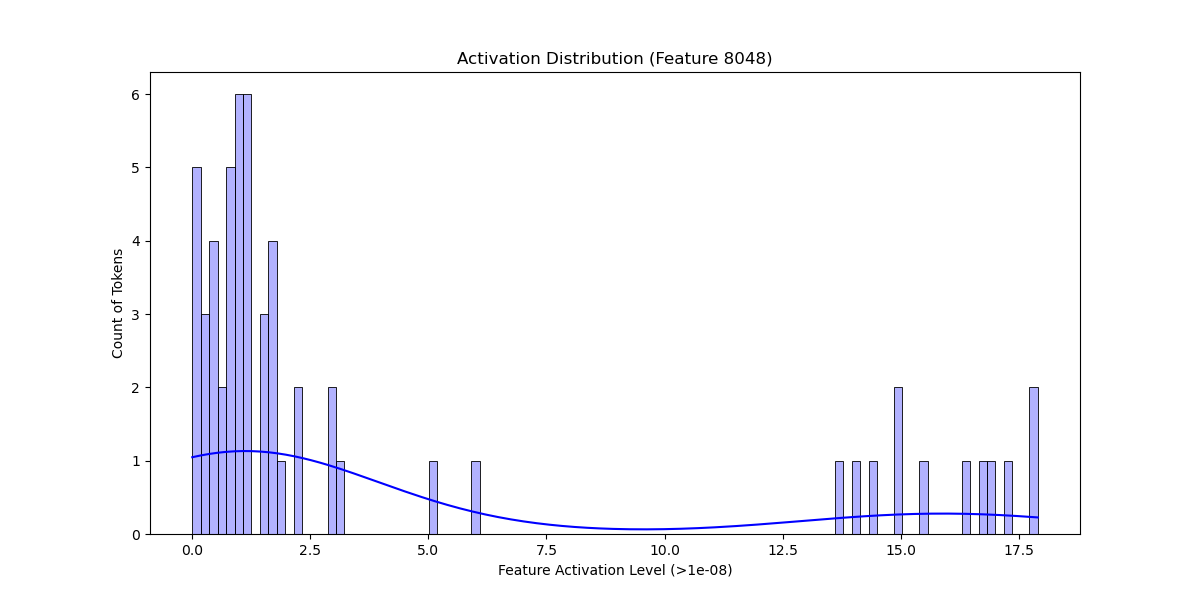 Activation Distribution (Feature 8048)
6
5
4
3
2
1
0
Count of Tokens
0.0 2.5 5.0 7.5 10.0 12.5 15.0 17.5
Feature Activation Level (>1e-08)